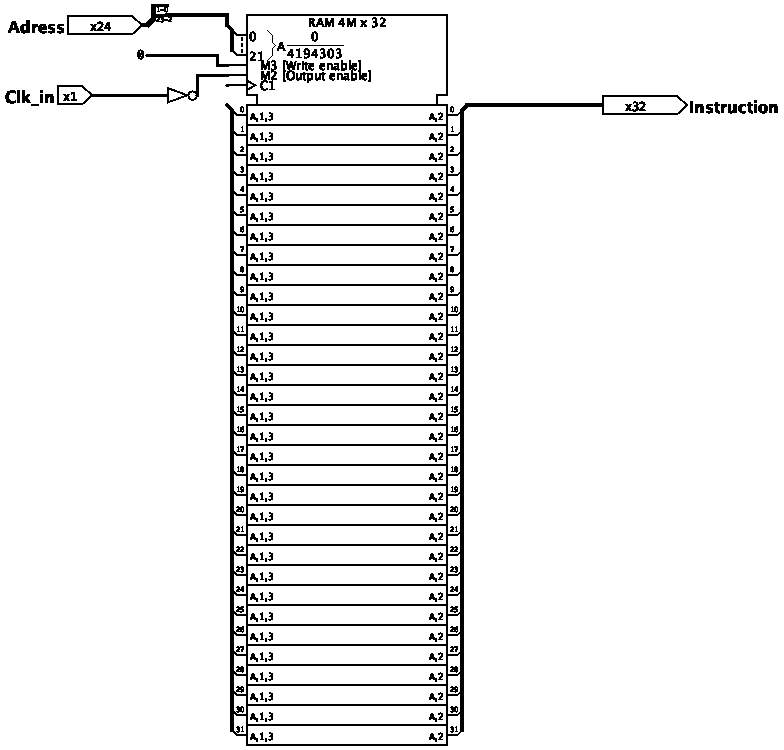 RAM 4M x 32
Adress x24
1-0
23-2
0
21
A
0
4194303
0
M3 [Write enable]
M2 [Output enable]
C1
Clk_in x1
0 A,1,3 A,2 0 x32 Instruction
1 A,1,3 A,2 1
2 A,1,3 A,2 2
3 A,1,3 A,2 3
4 A,1,3 A,2 4
5 A,1,3 A,2 5
6 A,1,3 A,2 6
7 A,1,3 A,2 7
8 A,1,3 A,2 8
9 A,1,3 A,2 9
10 A,1,3 A,2 10
11 A,1,3 A,2 11
12 A,1,3 A,2 12
13 A,1,3 A,2 13
14 A,1,3 A,2 14
15 A,1,3 A,2 15
16 A,1,3 A,2 16
17 A,1,3 A,2 17
18 A,1,3 A,2 18
19 A,1,3 A,2 19
20 A,1,3 A,2 20
21 A,1,3 A,2 21
22 A,1,3 A,2 22
23 A,1,3 A,2 23
24 A,1,3 A,2 24
25 A,1,3 A,2 25
26 A,1,3 A,2 26
27 A,1,3 A,2 27
28 A,1,3 A,2 28
29 A,1,3 A,2 29
30 A,1,3 A,2 30
31 A,1,3 A,2 31